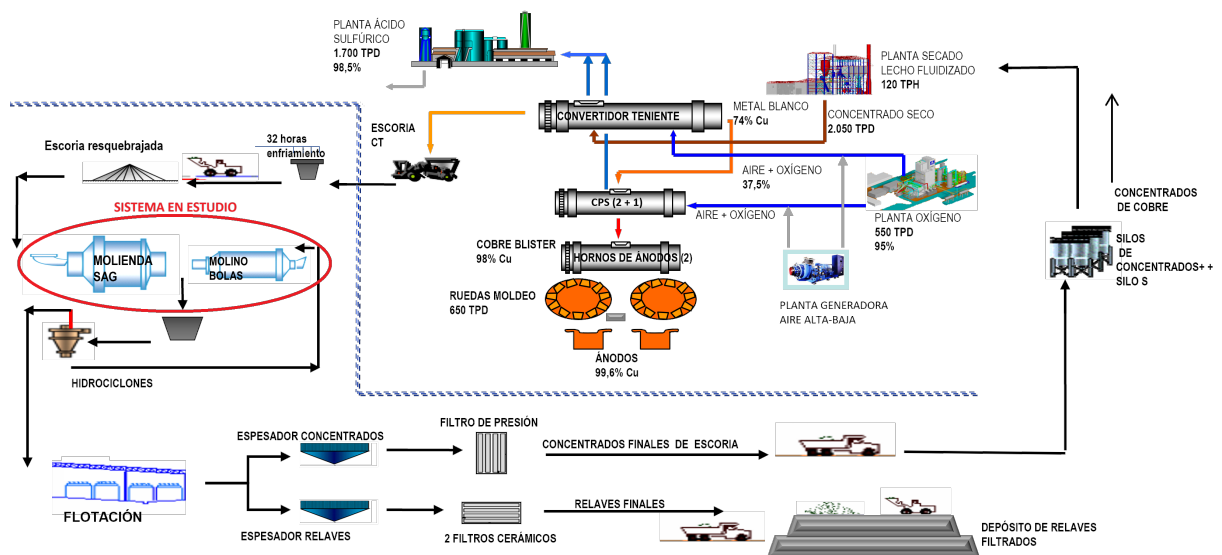 PLANTA ÁCIDO
SULFÚRICO
1.700 TPD
98,5%
PLANTA SECADO
LECHO FLUIDIZADO
120 TPH
METAL BLANCO
74% Cu
CONVERTIDOR TENIENTE
CONCENTRADO SECO
2.050 TPD
ESCORIA
CT
32 horas
enfriamiento
Escoria resquebrajada
AIRE + OXÍGENO
37,5%
CPS (2 + 1)
AIRE + OXÍGENO
PLANTA OXÍGENO
550 TPD
95%
CONCENTRADOS
DE COBRE
SISTEMA EN ESTUDIO
MOLIENDA
SAG
MOLINO
BOLAS
COBRE BLISTER
98% Cu
HORNOS DE ÁNODOS (2)
SILOS
DE
CONCENTRADOS+ +
SILO S
RUEDAS MOLDEO
650 TPD
PLANTA GENERADORA
AIRE ALTA-BAJA
ÁNODOS
99,6% Cu
HIDROCICLONES
FILTRO DE PRESIÓN
ESPESADOR CONCENTRADOS
CONCENTRADOS FINALES DE ESCORIA
FLOTACIÓN
RELAVES FINALES
ESPESADOR RELAVES
2 FILTROS CERÁMICOS
DEPÓSITO DE RELAVES
FILTRADOS